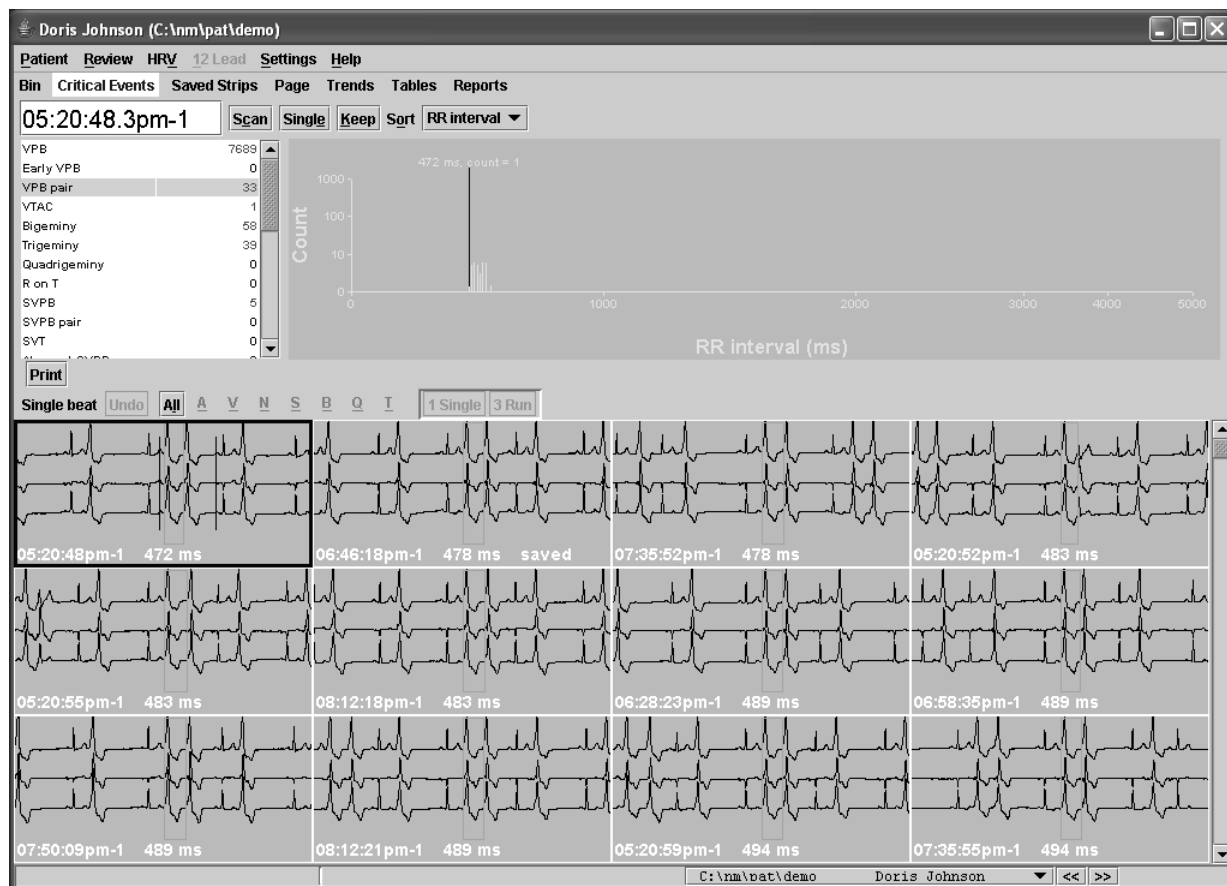 Doris Johnson (C:\nm\pat\demo)
Patient Review HRV 12 Lead Settings Help
Bin Critical Events Saved Strips Page Trends Tables Reports
05:20:48.3pm-1 Scan Single Keep Sort RR interval
VPB 7689
Early VPB 0
VPB pair 33
VTAC 1
Bigeminy 58
Trigeminy 39
Quadrigeminy 0
R on T 0
SVPB 5
SVPB pair 0
SVT 0
472 ms, count = 1
Count
1000
100
10
0
0 1000 2000 3000 4000 5000
RR interval (ms)
Print
Single beat Undo All A V N S B Q T 1 Single 3 Run
05:20:48pm-1 472 ms 06:46:18pm-1 478 ms saved 07:35:52pm-1 478 ms 05:20:52pm-1 483 ms
05:20:55pm-1 483 ms 08:12:18pm-1 483 ms 06:28:23pm-1 489 ms 06:58:35pm-1 489 ms
07:50:09pm-1 489 ms 08:12:21pm-1 489 ms 05:20:59pm-1 494 ms 07:35:55pm-1 494 ms
C:\nm\pat\demo Doris Johnson << >>